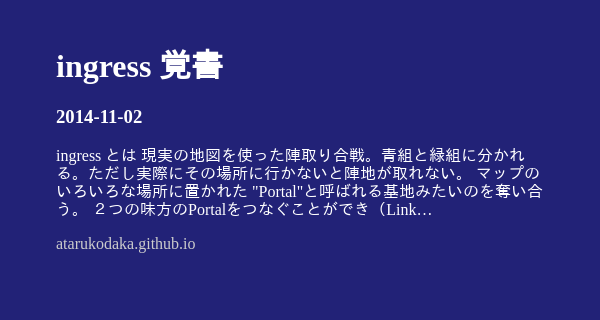 ingress 覚書
2014-11-02
ingress とは 現実の地図を使った陣取り合戦。青組と緑組に分かれ
る。ただし実際にその場所に行かないと陣地が取れない。 マップの
いろいろな場所に置かれた "Portal"と呼ばれる基地みたいのを奪い合
う。 ２つの味方のPortalをつなぐことができ（Link…
atarukodaka.github.io